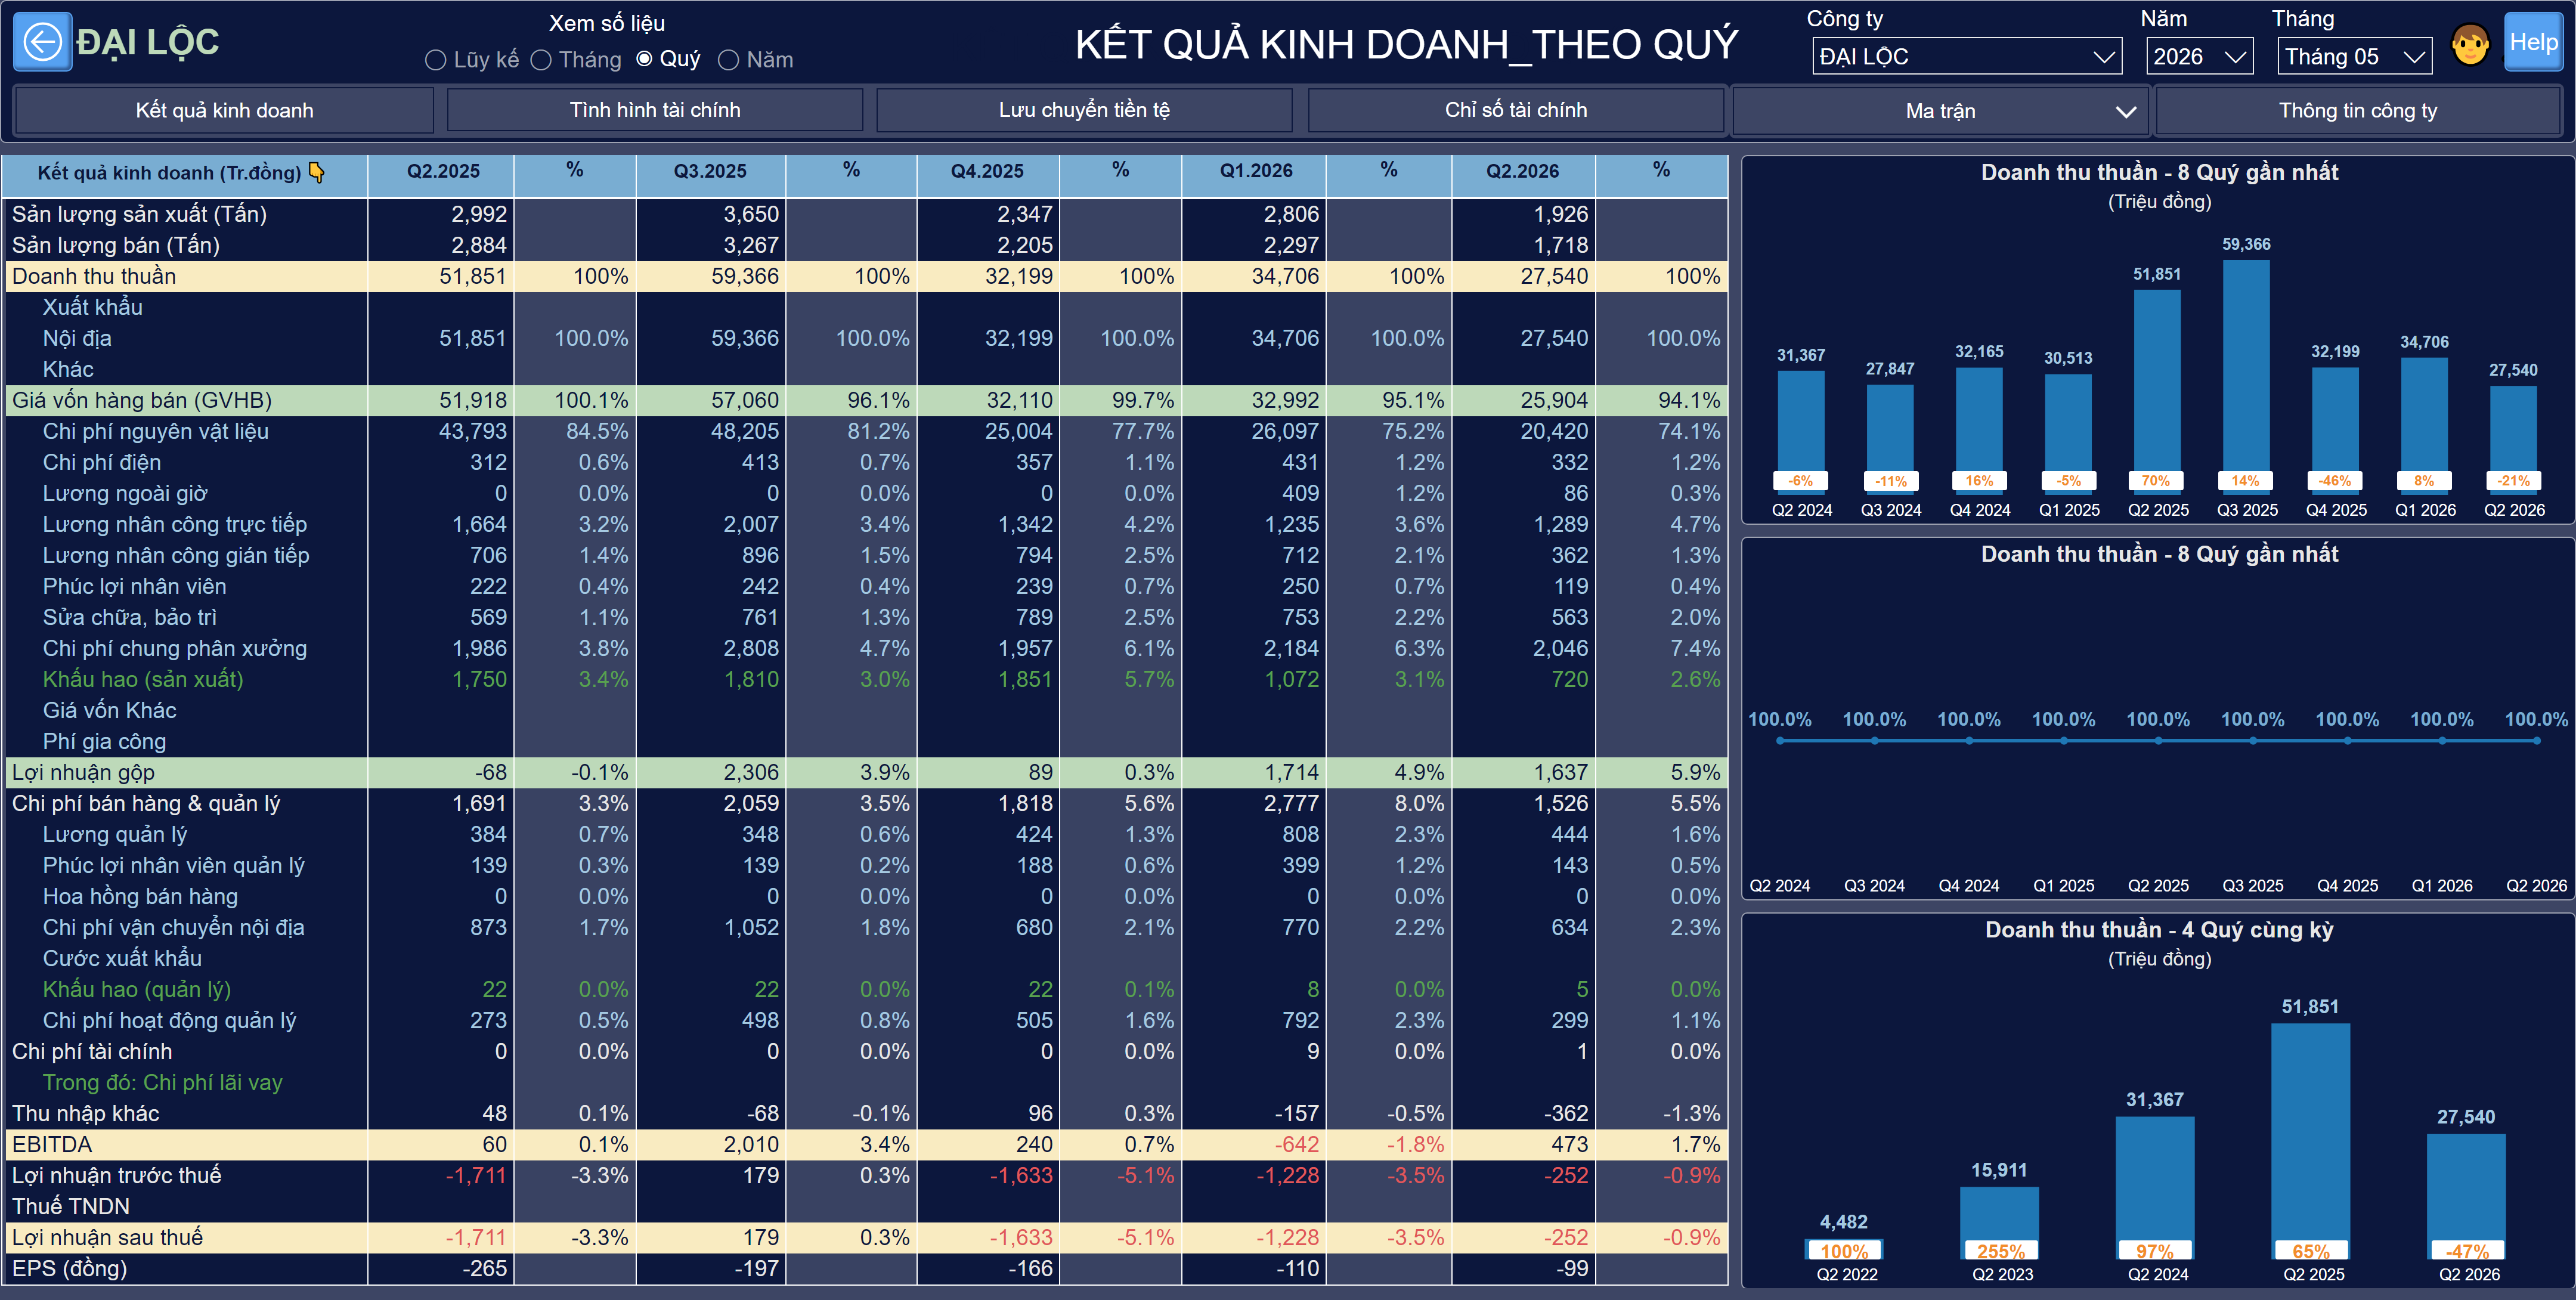 ĐẠI LỘC
Xem số liệu
Lũy kế Tháng Quý Năm
KẾT QUẢ KINH DOANH_THEO QUÝ
Công ty Năm Tháng
ĐẠI LỘC 2026 Tháng 05 Help
Kết quả kinh doanh Tình hình tài chính Lưu chuyển tiền tệ Chỉ số tài chính Ma trận Thông tin công ty
Kết quả kinh doanh (Tr.đồng) Q2.2025 % Q3.2025 % Q4.2025 % Q1.2026 % Q2.2026 %
Sản lượng sản xuất (Tấn) 2,992 3,650 2,347 2,806 1,926
Sản lượng bán (Tấn) 2,884 3,267 2,205 2,297 1,718
Doanh thu thuần 51,851 100% 59,366 100% 32,199 100% 34,706 100% 27,540 100%
Xuất khẩu
Nội địa 51,851 100.0% 59,366 100.0% 32,199 100.0% 34,706 100.0% 27,540 100.0%
Khác
Giá vốn hàng bán (GVHB) 51,918 100.1% 57,060 96.1% 32,110 99.7% 32,992 95.1% 25,904 94.1%
Chi phí nguyên vật liệu 43,793 84.5% 48,205 81.2% 25,004 77.7% 26,097 75.2% 20,420 74.1%
Chi phí điện 312 0.6% 413 0.7% 357 1.1% 431 1.2% 332 1.2%
Lương ngoài giờ 0 0.0% 0 0.0% 0 0.0% 409 1.2% 86 0.3%
Lương nhân công trực tiếp 1,664 3.2% 2,007 3.4% 1,342 4.2% 1,235 3.6% 1,289 4.7%
Lương nhân công gián tiếp 706 1.4% 896 1.5% 794 2.5% 712 2.1% 362 1.3%
Phúc lợi nhân viên 222 0.4% 242 0.4% 239 0.7% 250 0.7% 119 0.4%
Sửa chữa, bảo trì 569 1.1% 761 1.3% 789 2.5% 753 2.2% 563 2.0%
Chi phí chung phân xưởng 1,986 3.8% 2,808 4.7% 1,957 6.1% 2,184 6.3% 2,046 7.4%
Khấu hao (sản xuất) 1,750 3.4% 1,810 3.0% 1,851 5.7% 1,072 3.1% 720 2.6%
Giá vốn Khác
Phí gia công
Lợi nhuận gộp -68 -0.1% 2,306 3.9% 89 0.3% 1,714 4.9% 1,637 5.9%
Chi phí bán hàng & quản lý 1,691 3.3% 2,059 3.5% 1,818 5.6% 2,777 8.0% 1,526 5.5%
Lương quản lý 384 0.7% 348 0.6% 424 1.3% 808 2.3% 444 1.6%
Phúc lợi nhân viên quản lý 139 0.3% 139 0.2% 188 0.6% 399 1.2% 143 0.5%
Hoa hồng bán hàng 0 0.0% 0 0.0% 0 0.0% 0 0.0% 0 0.0%
Chi phí vận chuyển nội địa 873 1.7% 1,052 1.8% 680 2.1% 770 2.2% 634 2.3%
Cước xuất khẩu
Khấu hao (quản lý) 22 0.0% 22 0.0% 22 0.1% 8 0.0% 5 0.0%
Chi phí hoạt động quản lý 273 0.5% 498 0.8% 505 1.6% 792 2.3% 299 1.1%
Chi phí tài chính 0 0.0% 0 0.0% 0 0.0% 9 0.0% 1 0.0%
Trong đó: Chi phí lãi vay
Thu nhập khác 48 0.1% -68 -0.1% 96 0.3% -157 -0.5% -362 -1.3%
EBITDA 60 0.1% 2,010 3.4% 240 0.7% -642 -1.8% 473 1.7%
Lợi nhuận trước thuế -1,711 -3.3% 179 0.3% -1,633 -5.1% -1,228 -3.5% -252 -0.9%
Thuế TNDN
Lợi nhuận sau thuế -1,711 -3.3% 179 0.3% -1,633 -5.1% -1,228 -3.5% -252 -0.9%
EPS (đồng) -265 -197 -166 -110 -99
Doanh thu thuần - 8 Quý gần nhất
(Triệu đồng)
31,367 27,847 32,165 30,513 51,851 59,366 32,199 34,706 27,540
-6% -11% 16% -5% 70% 14% -46% 8% -21%
Q2 2024 Q3 2024 Q4 2024 Q1 2025 Q2 2025 Q3 2025 Q4 2025 Q1 2026 Q2 2026
Doanh thu thuần - 8 Quý gần nhất
100.0% 100.0% 100.0% 100.0% 100.0% 100.0% 100.0% 100.0% 100.0%
Q2 2024 Q3 2024 Q4 2024 Q1 2025 Q2 2025 Q3 2025 Q4 2025 Q1 2026 Q2 2026
Doanh thu thuần - 4 Quý cùng kỳ
(Triệu đồng)
4,482 15,911 31,367 51,851 27,540
100% 255% 97% 65% -47%
Q2 2022 Q2 2023 Q2 2024 Q2 2025 Q2 2026